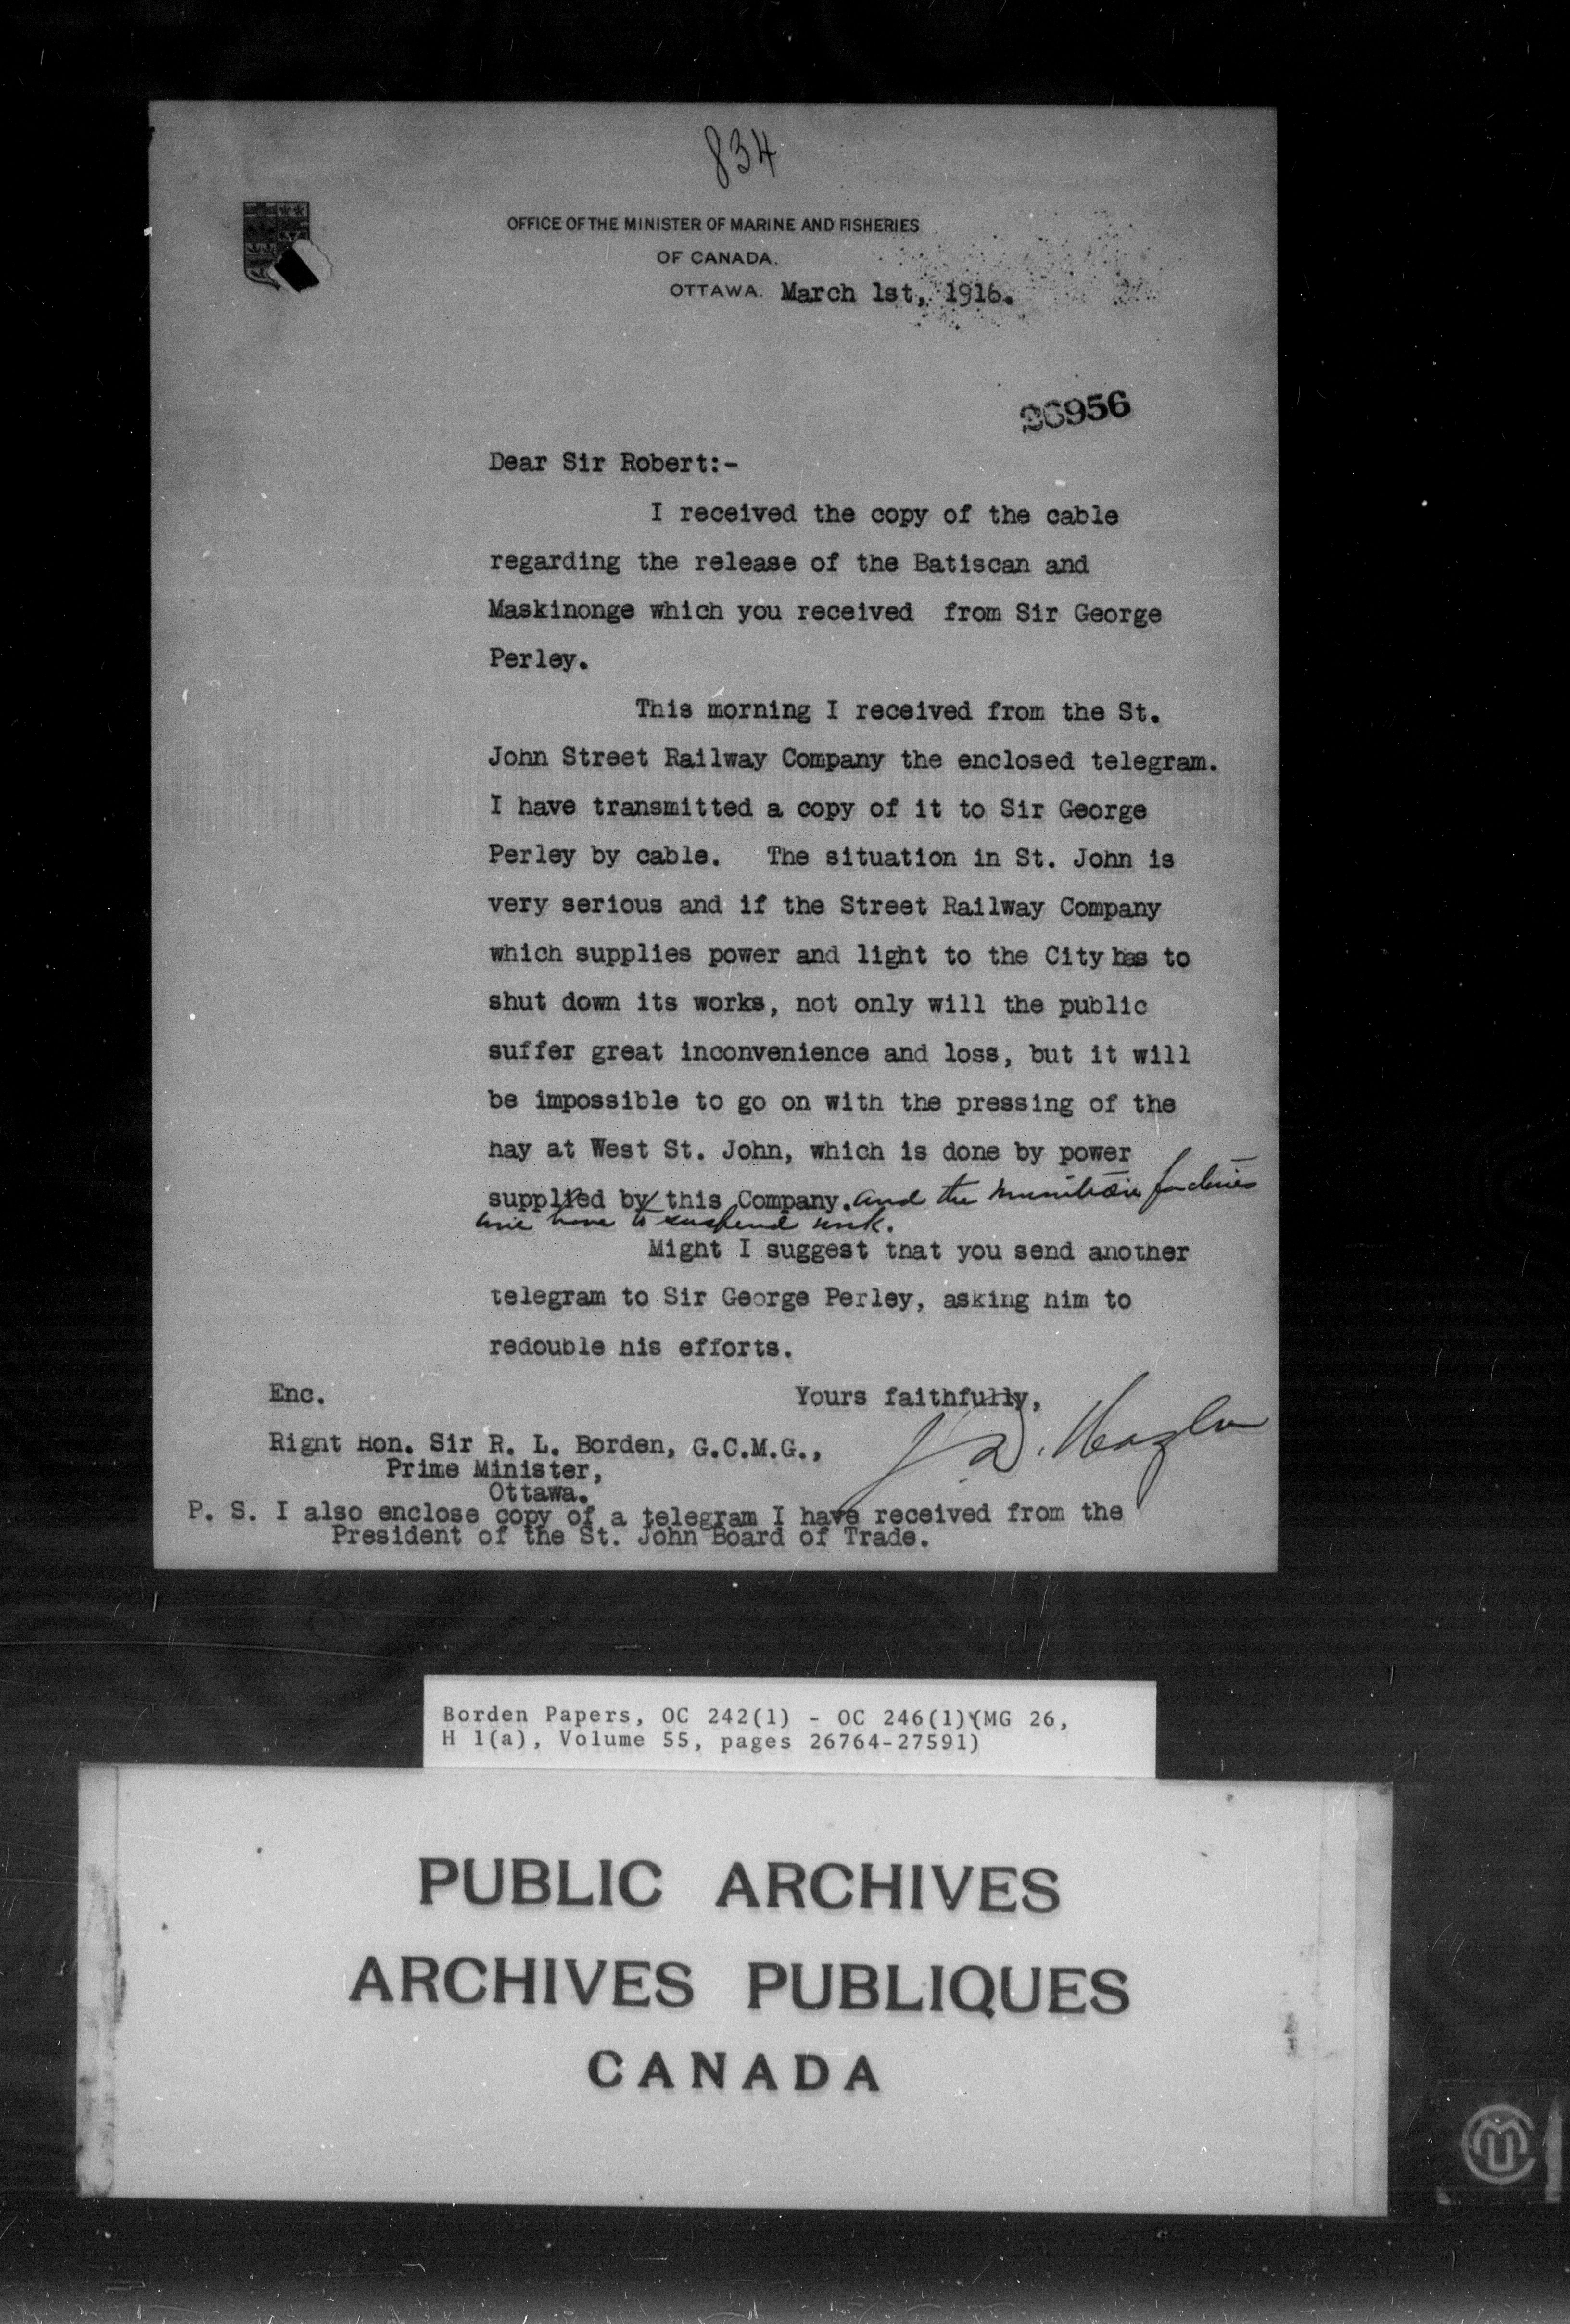 834
OFFICE OF THE MINISTER OF MARINE AND FISHERIES
OF CANADA.
OTTAWA. March 1st, 1916.
26956
Dear Sir Robert:-
I received the copy of the cable
regarding the release of the Batiscan and
Maskinonge which you received from Sir George
Perley.
This morning I received from the St.
John Street Railway Company the enclosed telegram.
I have transmitted a copy of it to Sir George
Perley by cable. The situation in St. John is
very serious and if the Street Railway Company
which supplies power and light to the City has to
shut down its works, not only will the public
suffer great inconvenience and loss, but it will
be impossible to go on with the pressing of the
hay at West St. John, which is done by power
supplied by this Company. and the munition factories
will have to suspend work.
Might I suggest that you send another
telegram to Sir George Perley, asking him to
redouble his efforts.
Enc. Yours faithfully,
J. D. Hazen
Right Hon. Sir R. L. Borden, G.C.M.G.,
Prime Minister,
Ottawa.
P. S. I also enclose copy of a telegram I have received from the
President of the St. John Board of Trade.
Borden Papers, OC 242(1) - OC 246(1) (MG 26,
H 1(a), Volume 55, pages 26764-27591)
PUBLIC ARCHIVES
ARCHIVES PUBLIQUES
CANADA